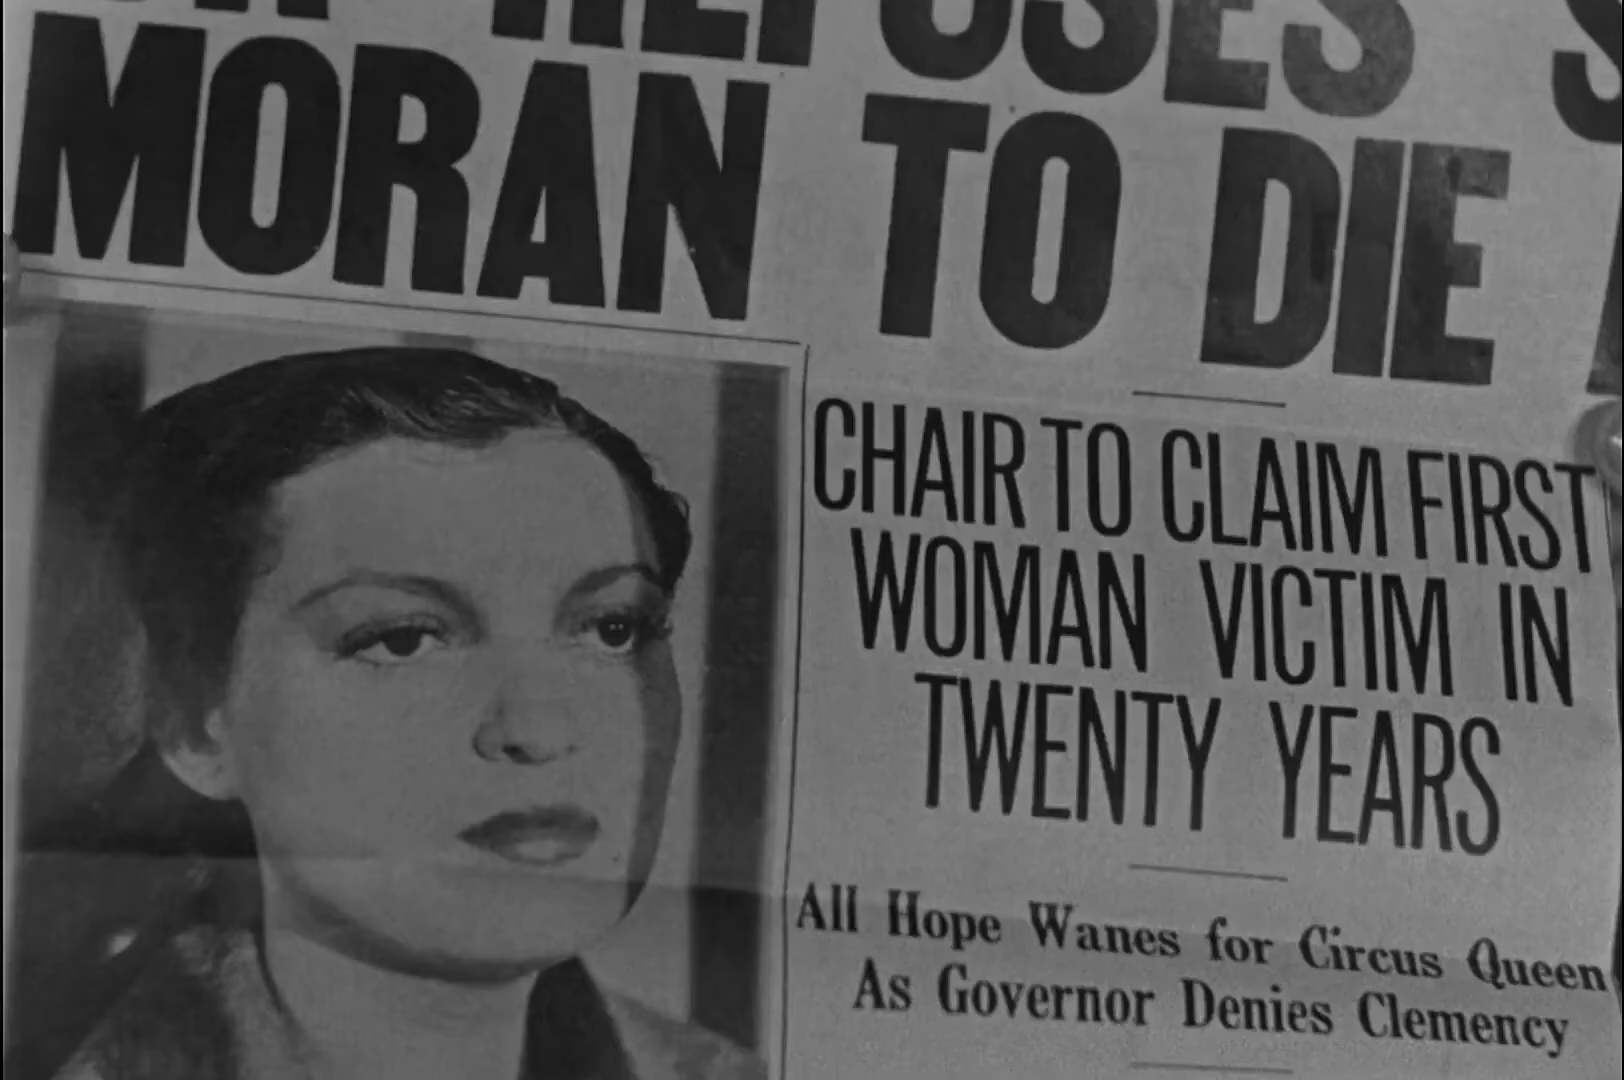 REFUSES
MORAN TO DIE
CHAIR TO CLAIM FIRST
WOMAN VICTIM IN
TWENTY YEARS
All Hope Wanes for Circus Queen
As Governor Denies Clemency